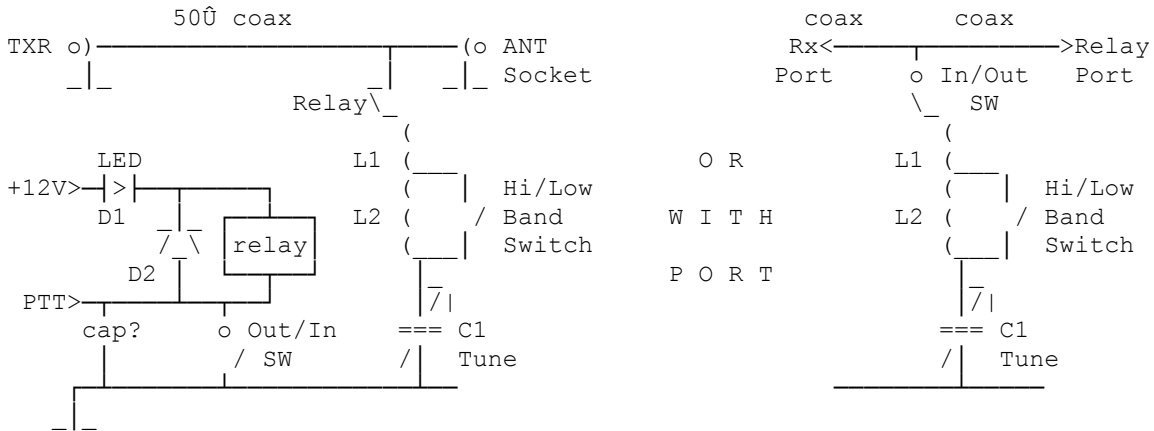 50Û coax coax coax
TXR o) (o ANT Rx< >Relay
Socket Port o In/Out Port
Relay SW
LED L1 O R L1
+12V> Hi/Low Hi/Low
D1 L2 Band W I T H L2 Band
relay Switch Switch
D2 P O R T
PTT>
cap? o Out/In === C1 === C1
SW Tune Tune